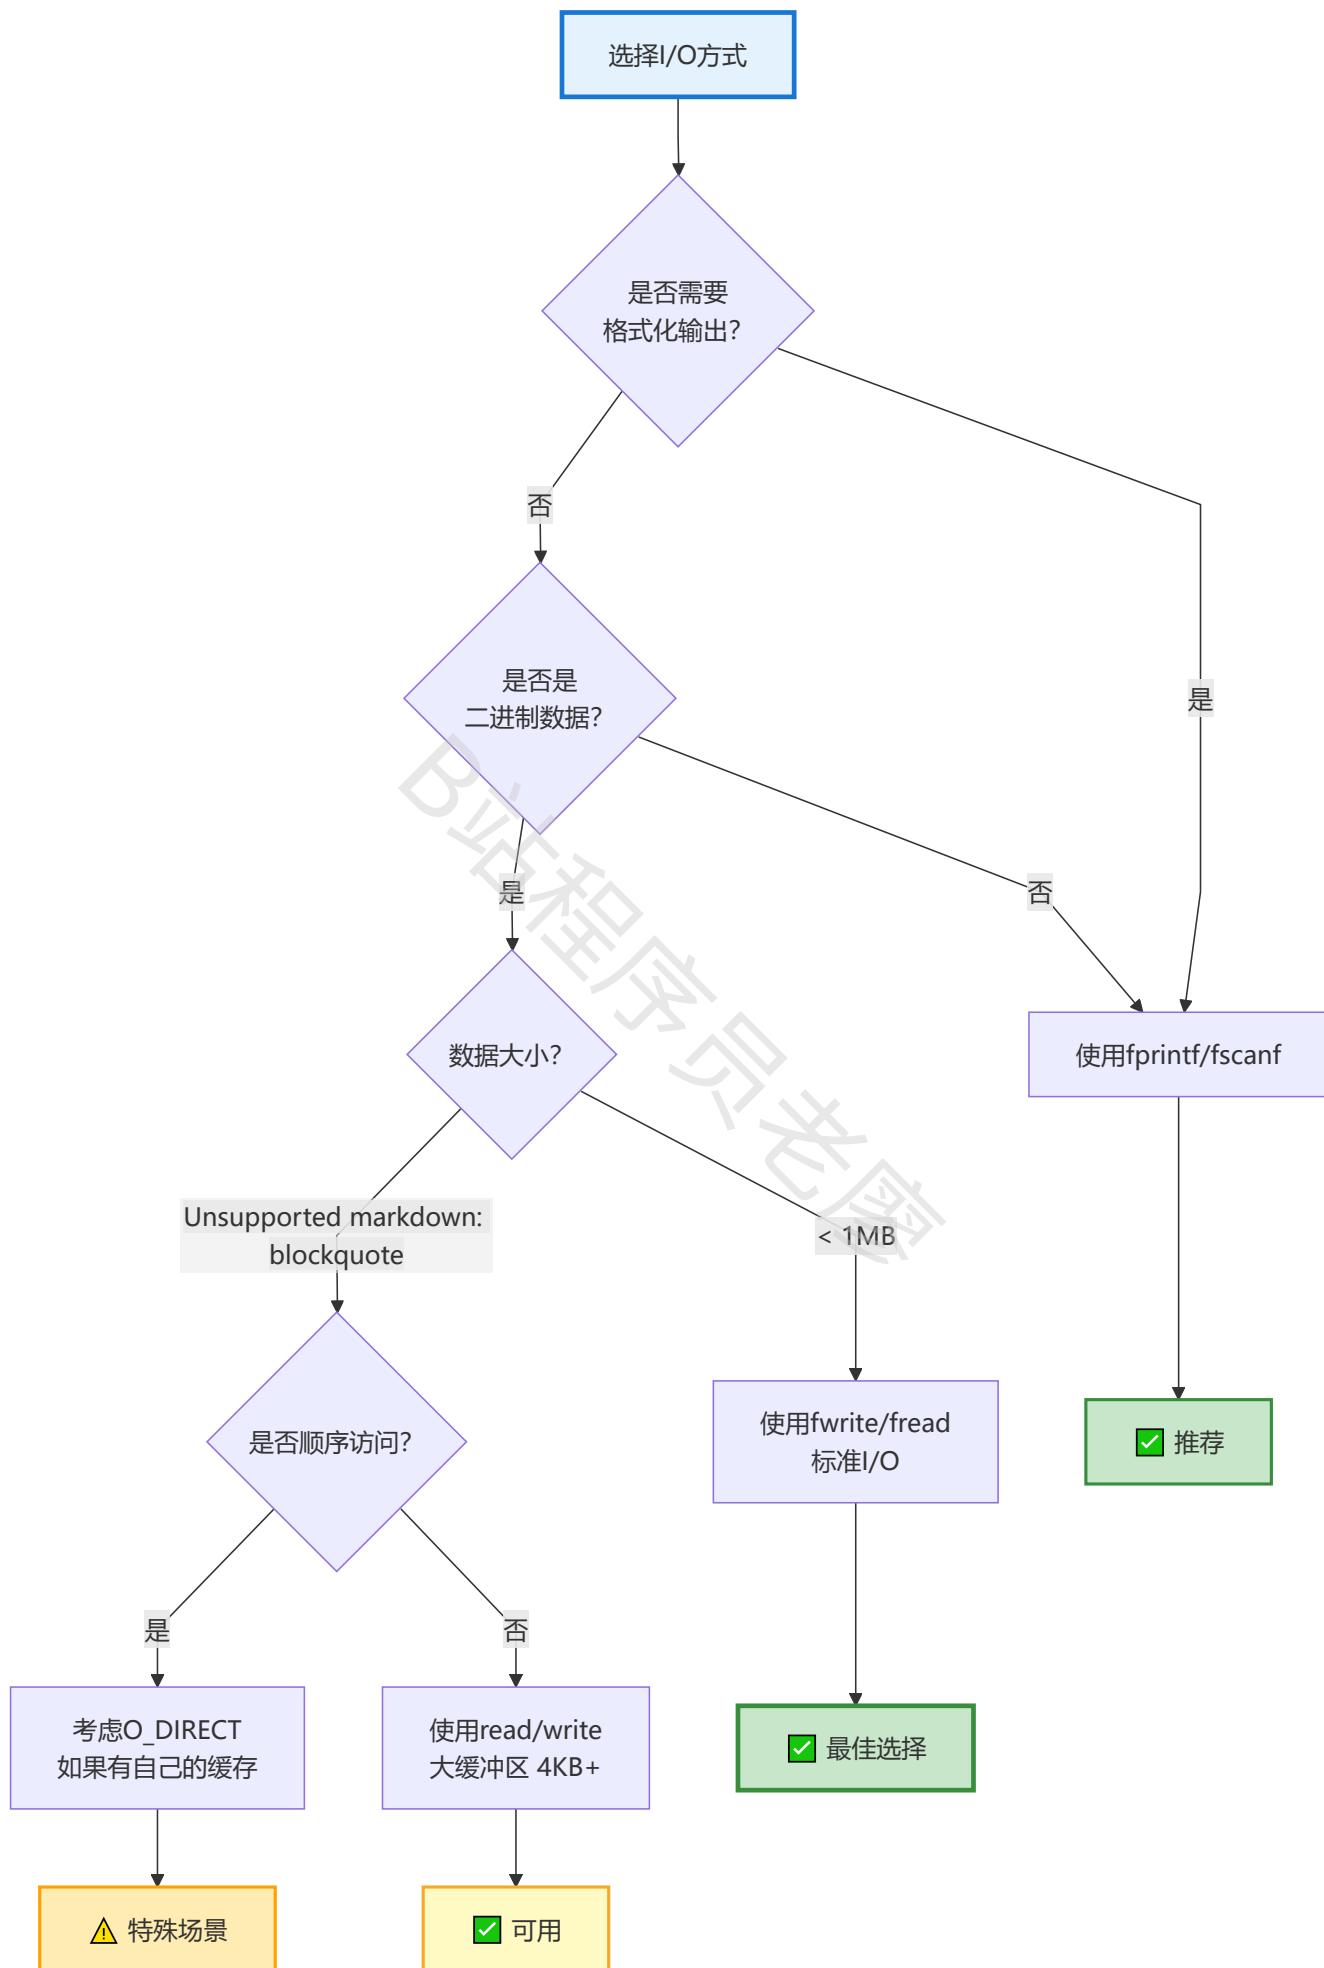 选择I/O方式
是否需要
格式化输出?
否
是
是否是
二进制数据?
是
否
数据大小?
使用fprintf/fscanf
Unsupported markdown:
blockquote
< 1MB
是否顺序访问?
使用fwrite/fread
标准I/O
✅ 推荐
是
否
考虑O_DIRECT
如果有自己的缓存
使用read/write
大缓冲区 4KB+
✅ 最佳选择
⚠ 特殊场景
✅ 可用
B站程序员老廖